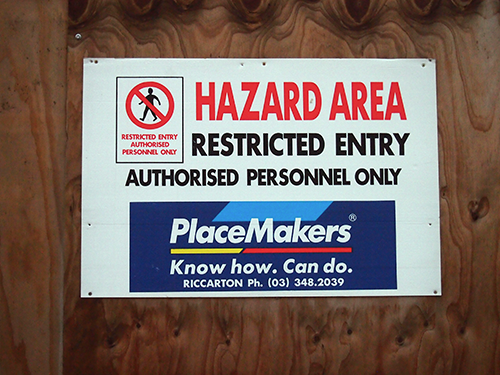 HAZARD AREA
RESTRICTED ENTRY
AUTHORISED
PERSONNEL ONLY
RESTRICTED ENTRY
AUTHORISED PERSONNEL ONLY
PlaceMakers®
Know how. Can do.
RICCARTON Ph. (03) 348.2039